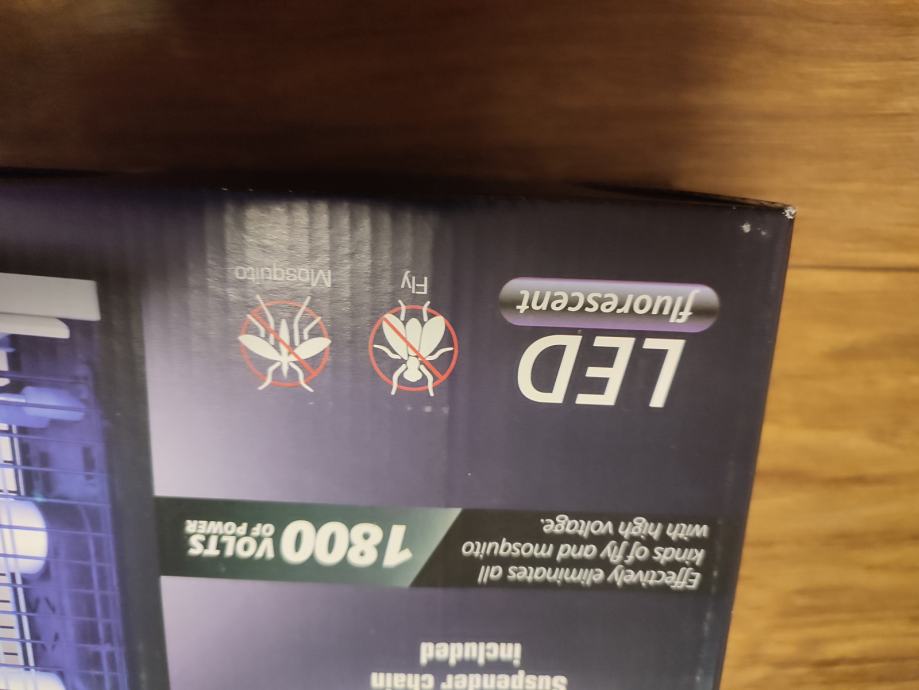 Suspender chain
included
Effectively eliminates all
kinds of fly and mosquito
with high voltage.
1800 VOLTS
OF POWER
LED
fluorescent
Fly
Mosquito